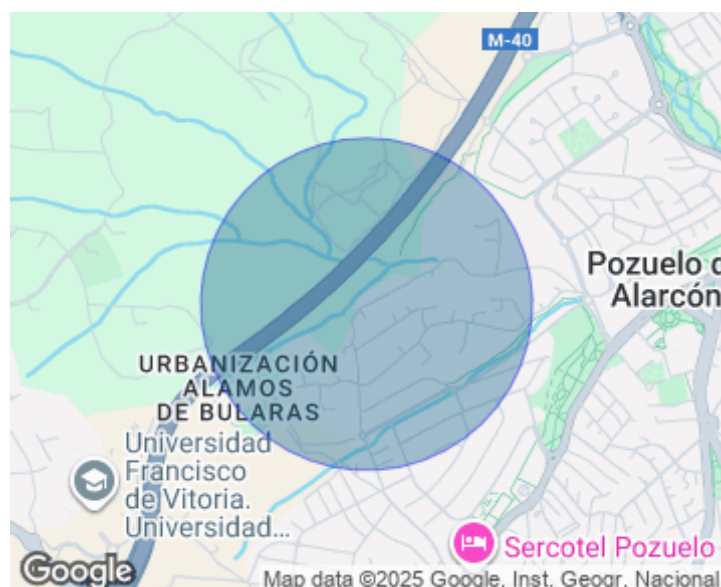 M-40
Pozuelo d
Alarcón
URBANIZACIÓN
ALAMOS
DE BULARAS
Universidad
Francisco
de Vitoria.
Universidad...
Sercotel Pozuelo
Google
Map data ©2025 Google, Inst. Geogr. Nacional